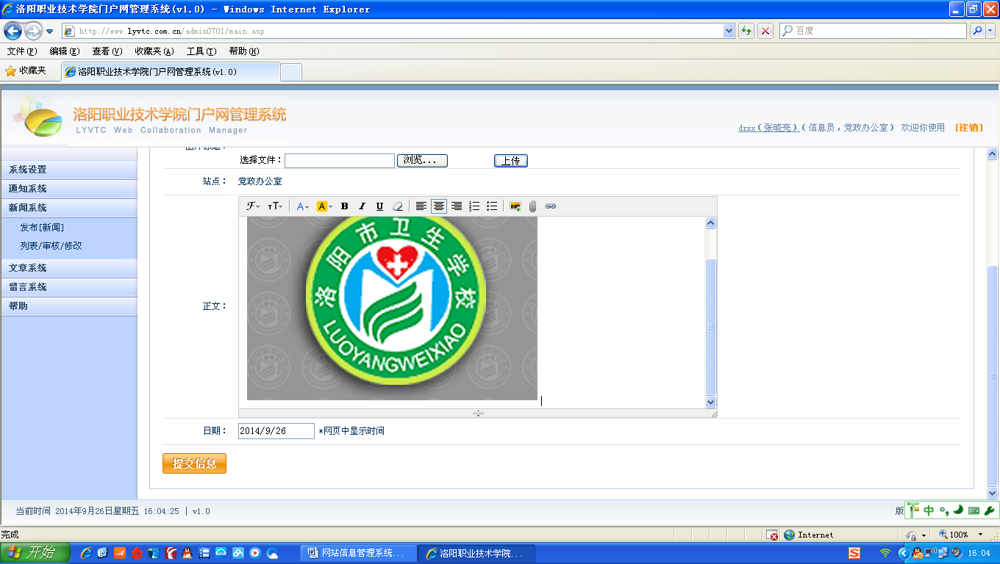 洛阳职业技术学院门户网管理系统(v1.0) - Windows Internet Explorer
http://www.lyvtc.com.cn/admin0701/main.asp
百度
文件(F) 编辑(E) 查看(V) 收藏夹(A) 工具(T) 帮助(H)
收藏夹 洛阳职业技术学院门户网管理系统(v1.0)
洛阳职业技术学院门户网管理系统
LYVTC Web Collaboration Manager
dzxx(张晓亮)(信息员,党政办公室) 欢迎你使用 [注销]
系统设置
通知系统
新闻系统
发布[新闻]
列表/审核/修改
文章系统
留言系统
帮助
选择文件: 浏览... 上传
站点: 党政办公室
正文:
洛阳市卫生学校
LUOYANGWEIXIAO
日期: 2014/9/26 *网页中显示时间
提交信息
当前时间 2014年9月26日星期五 16:04:25 | v1.0
版
中
完成
Internet
100%
开始
网站信息管理系统...
洛阳职业技术学院...
16:04